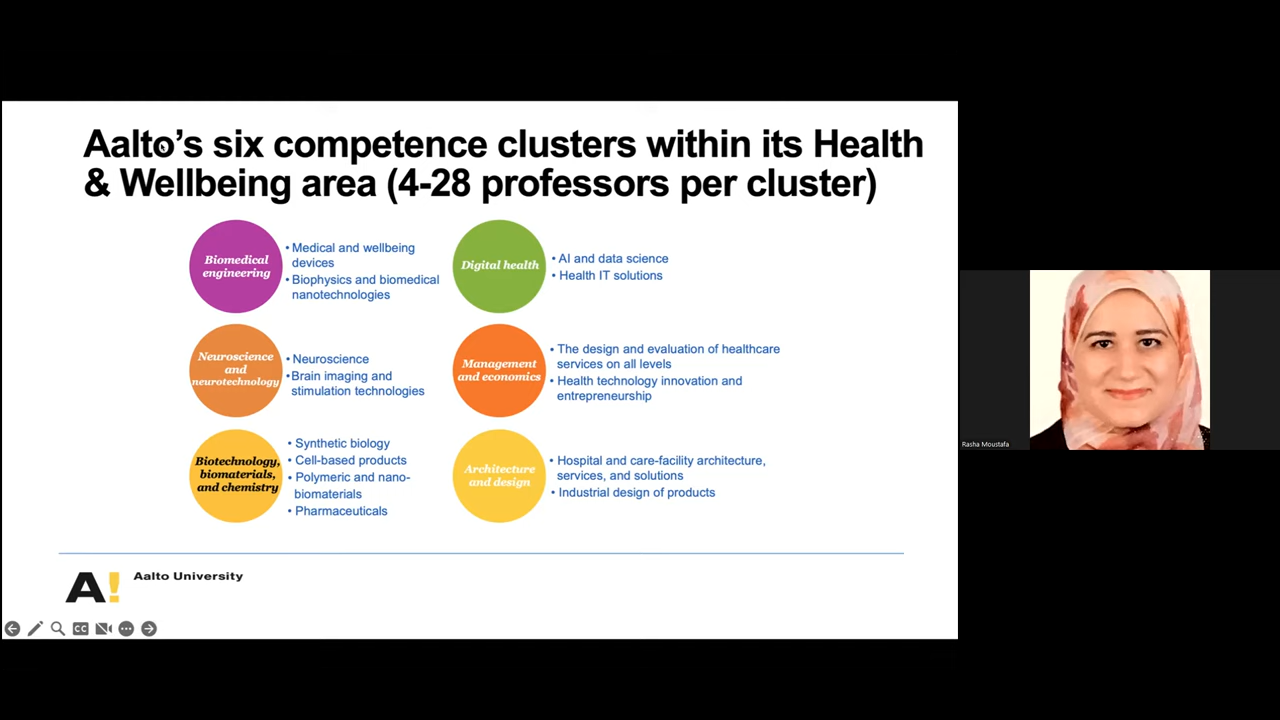 Aalto's six competence clusters within its Health
& Wellbeing area (4-28 professors per cluster)
Biomedical
engineering
• Medical and wellbeing
devices
• Biophysics and biomedical
nanotechnologies
Digital health
• AI and data science
• Health IT solutions
Neuroscience
and
neurotechnology
• Neuroscience
• Brain imaging and
stimulation technologies
Management
and economics
• The design and evaluation of healthcare
services on all levels
• Health technology innovation and
entrepreneurship
Biotechnology,
biomaterials,
and chemistry
• Synthetic biology
• Cell-based products
• Polymeric and nano-
biomaterials
• Pharmaceuticals
Architecture
and design
• Hospital and care-facility architecture,
services, and solutions
• Industrial design of products
A!
Aalto University
CC
Rasha Moustafa